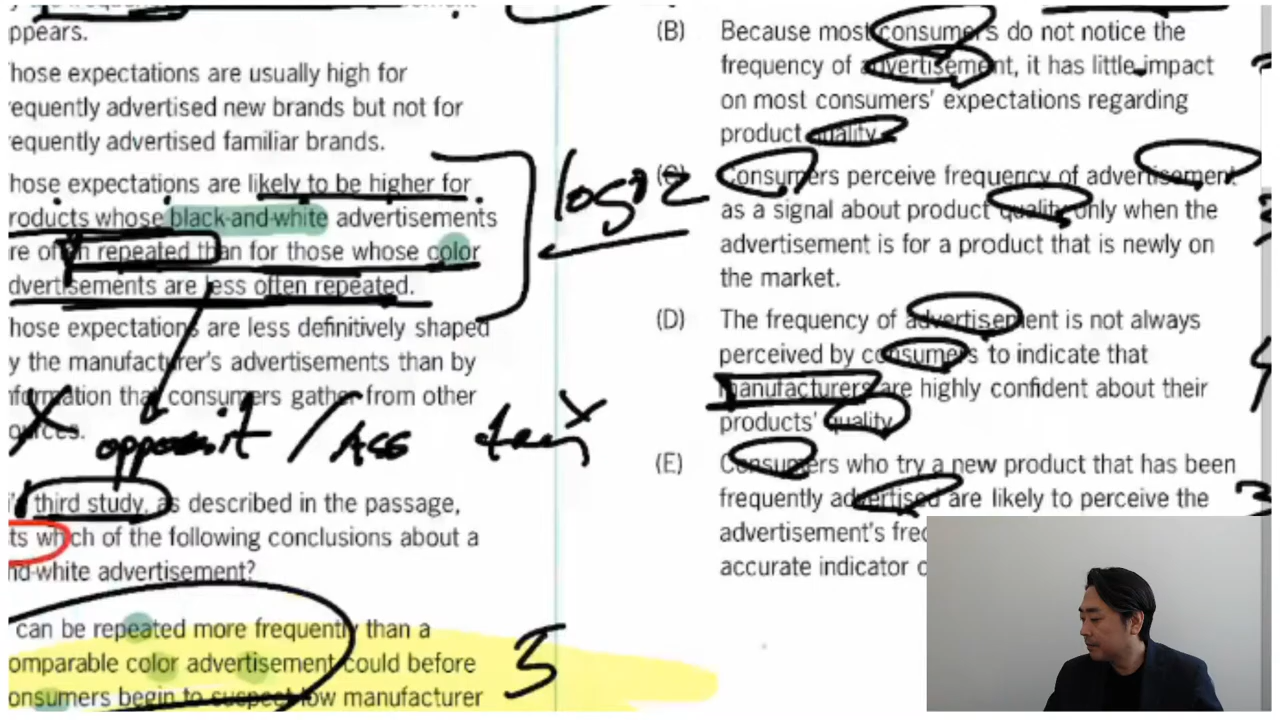 ppears.
hose expectations are usually high for
requently advertised new brands but not for
requently advertised familiar brands.
hose expectations are likely to be higher for
roducts whose black-and-white advertisements
re often repeated than for those whose color
dvertisements are less often repeated.
hose expectations are less definitively shaped
y the manufacturer's advertisements than by
nformation that consumers gather from other
ources.
opposit / Ass
third study, as described in the passage,
ts which of the following conclusions about a
nd-white advertisement?
can be repeated more frequently than a
omparable color advertisement could before
onsumers begin to suspect low manufacturer
3
(B) Because most consumers do not notice the
frequency of advertisement, it has little impact
on most consumers' expectations regarding
product quality.
(C) Consumers perceive frequency of advertisement
as a signal about product quality only when the
advertisement is for a product that is newly on
the market.
(D) The frequency of advertisement is not always
perceived by consumers to indicate that
manufacturers are highly confident about their
products' quality.
(E) Consumers who try a new product that has been
frequently advertised are likely to perceive the
advertisement's fre
accurate indicator